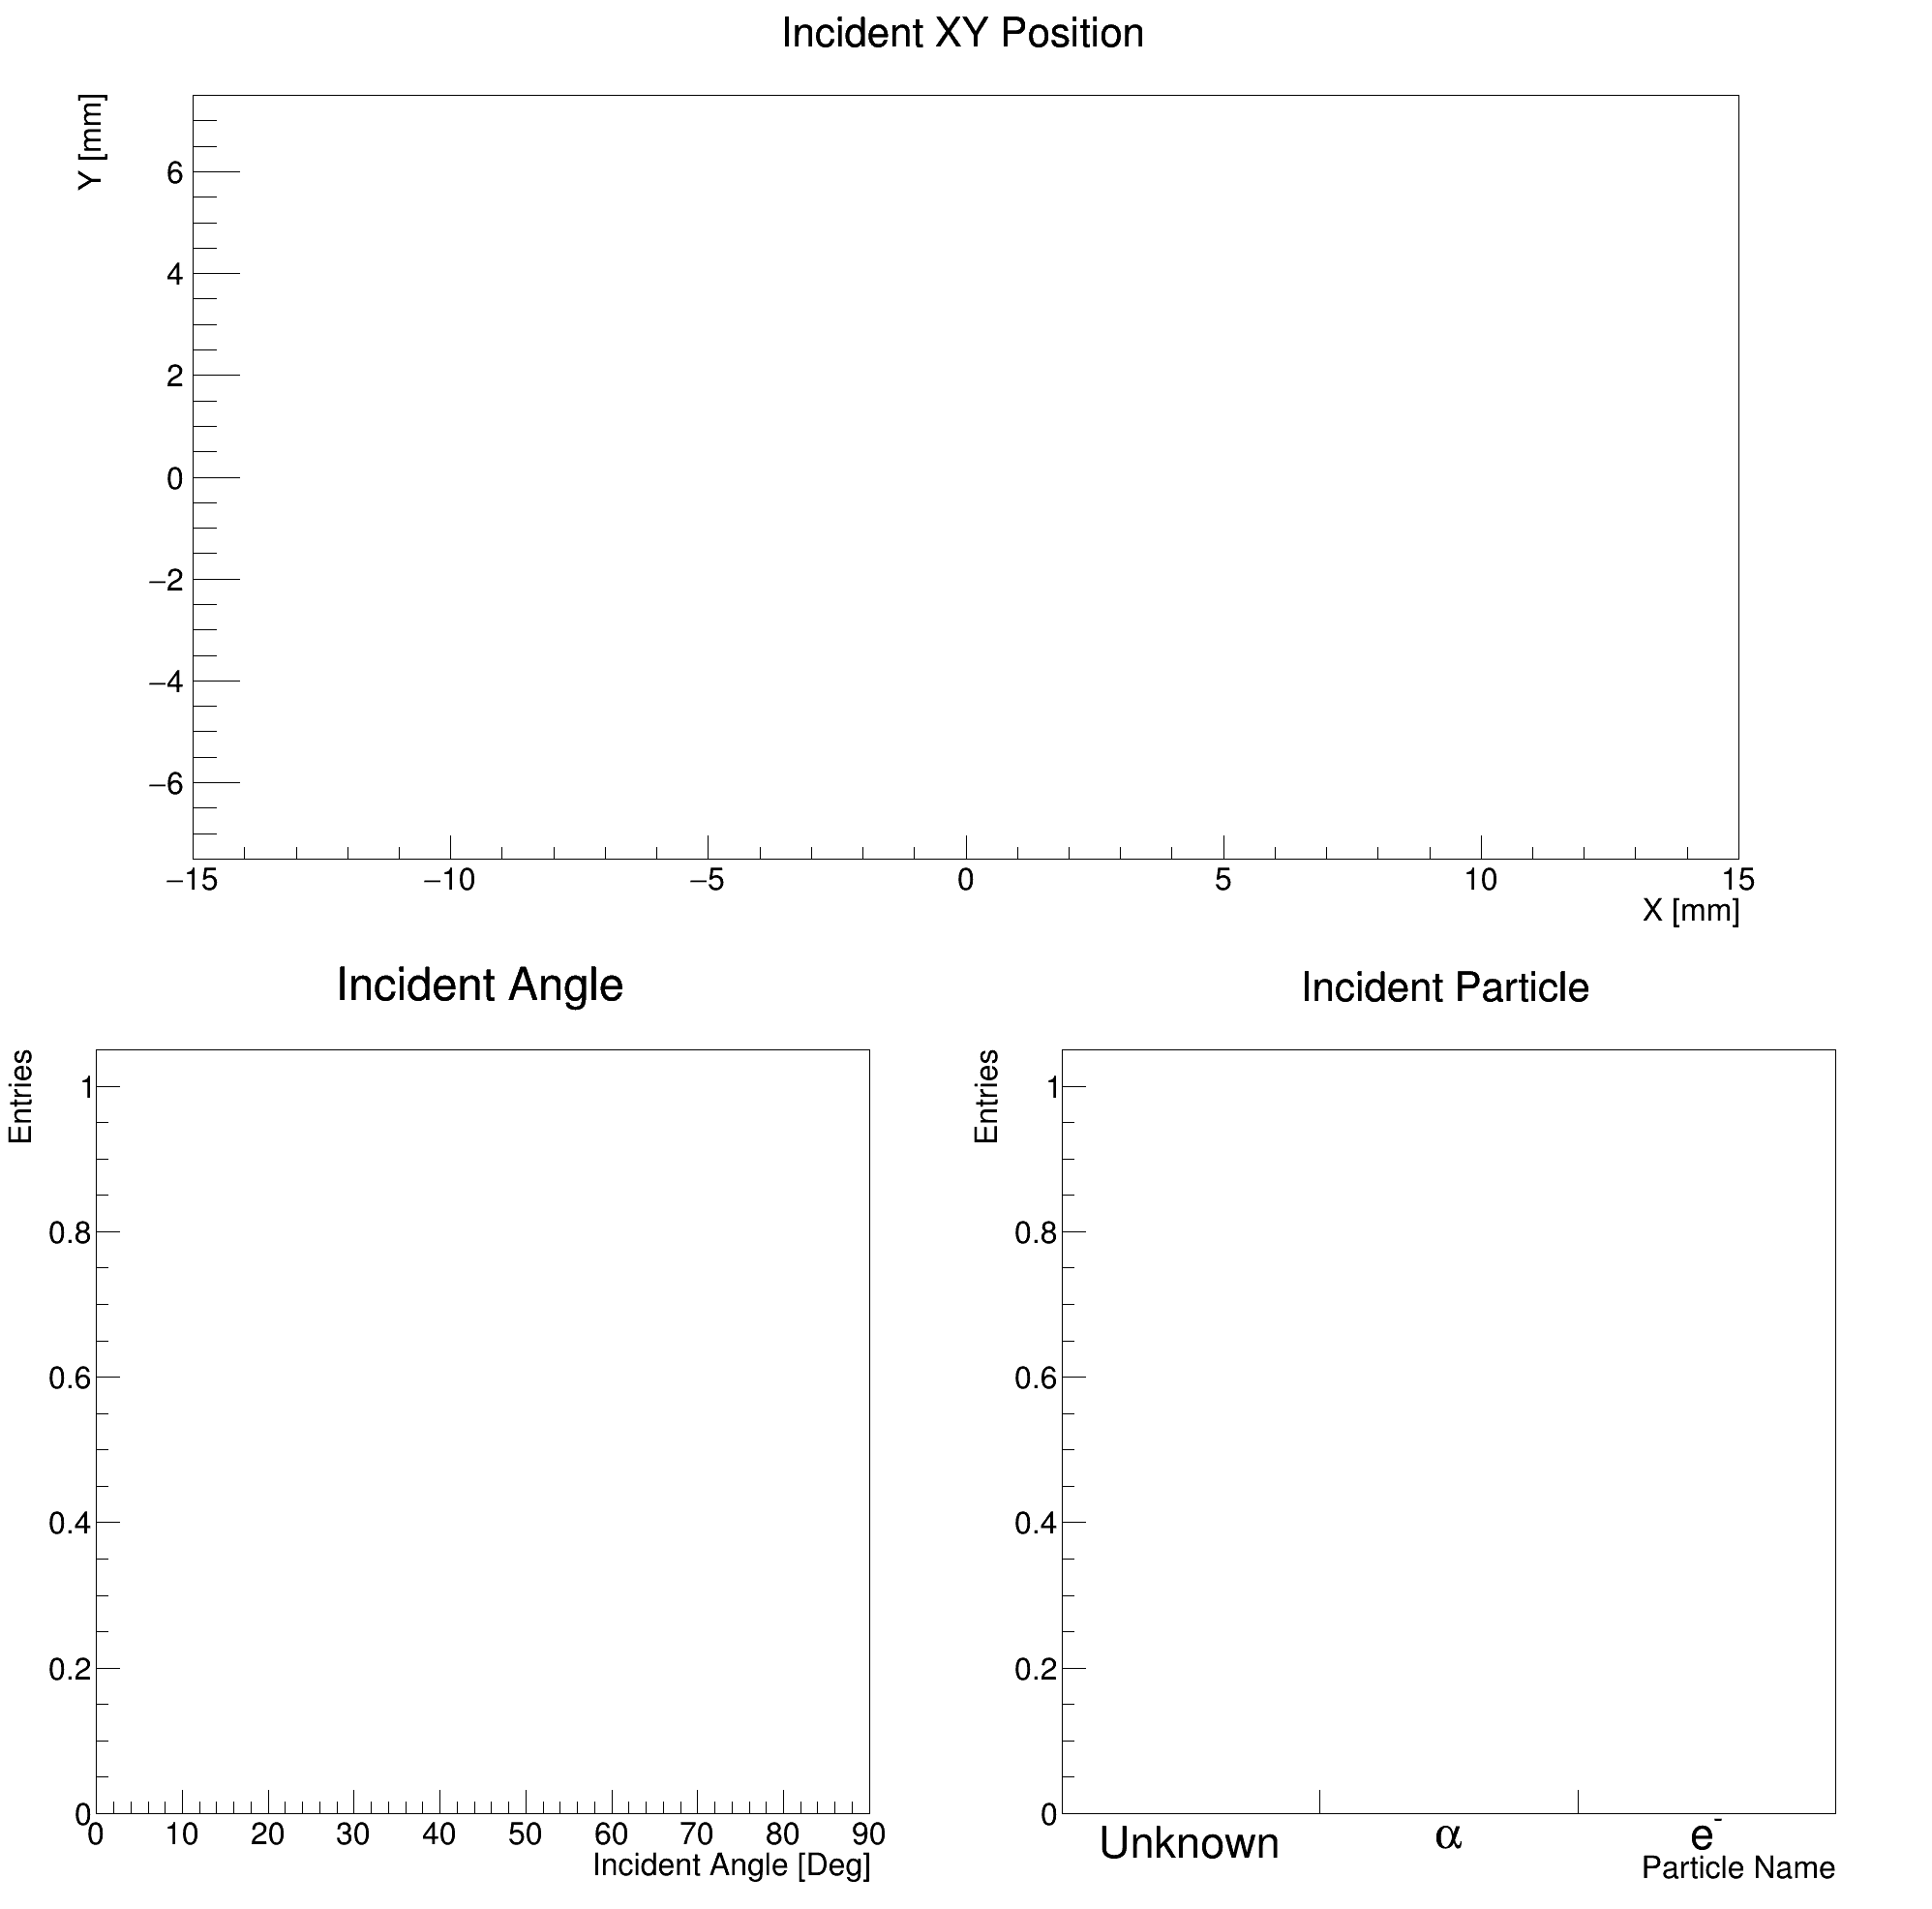 Incident XY Position
Y [mm]
6
4
2
0
−2
−4
−6
−15 −10 −5 0 5 10 15
X [mm]
Incident Angle
Entries
1
0.8
0.6
0.4
0.2
0
0 10 20 30 40 50 60 70 80 90
Incident Angle [Deg]
Incident Particle
Entries
1
0.8
0.6
0.4
0.2
0
Unknown α e⁻
Particle Name